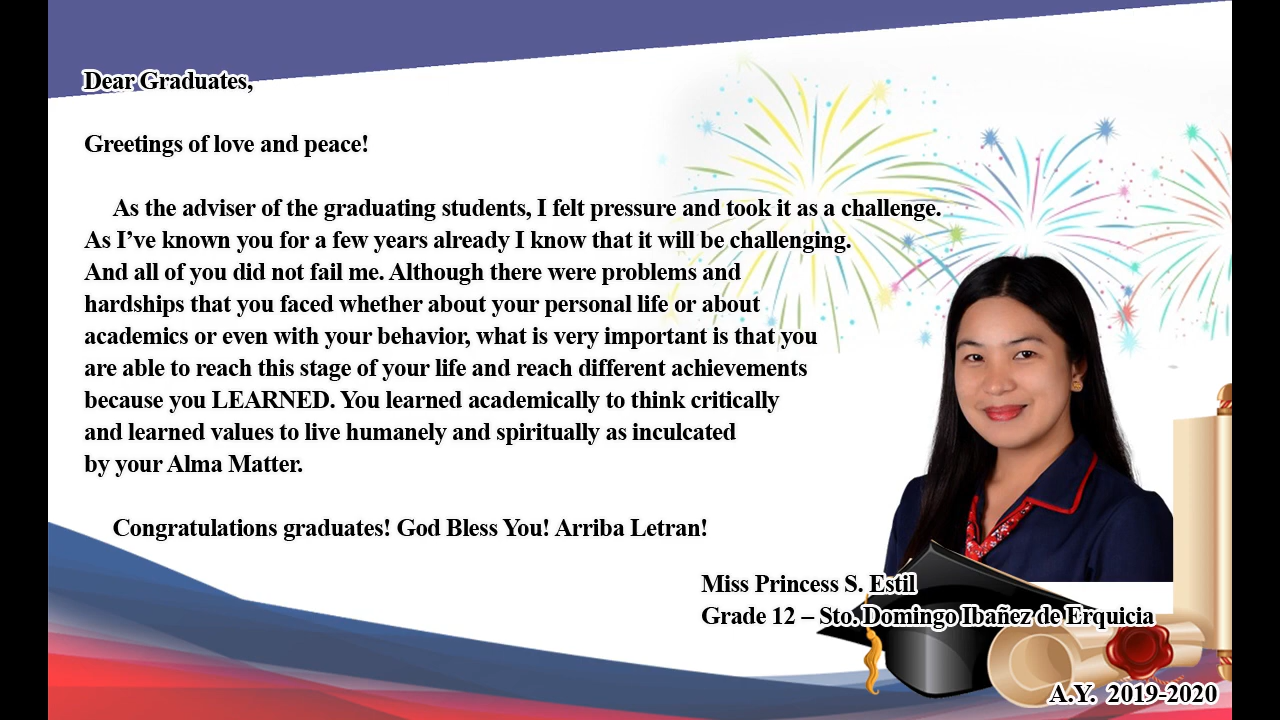 Dear Graduates,
Greetings of love and peace!
As the adviser of the graduating students, I felt pressure and took it as a challenge.
As I’ve known you for a few years already I know that it will be challenging.
And all of you did not fail me. Although there were problems and
hardships that you faced whether about your personal life or about
academics or even with your behavior, what is very important is that you
are able to reach this stage of your life and reach different achievements
because you LEARNED. You learned academically to think critically
and learned values to live humanely and spiritually as inculcated
by your Alma Matter.
Congratulations graduates! God Bless You! Arriba Letran!
Miss Princess S. Estil
Grade 12 – Sto. Domingo Ibañez de Erquicia
A.Y. 2019-2020